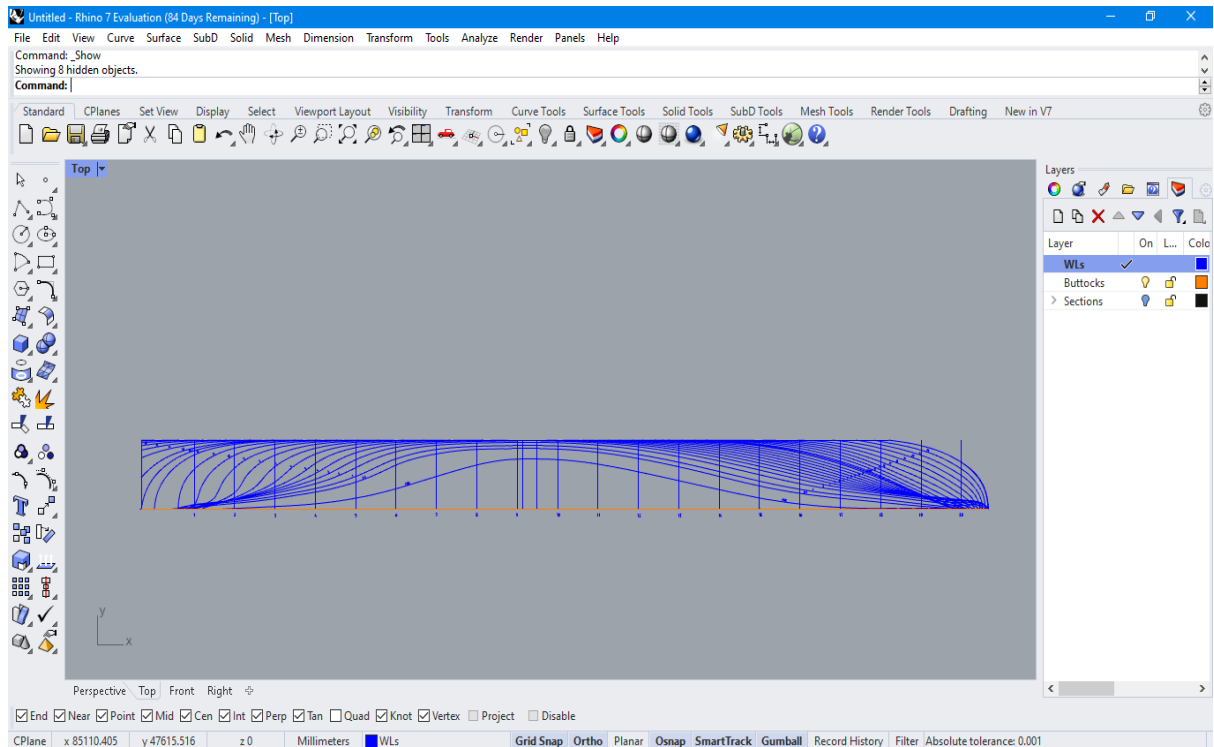 Untitled - Rhino 7 Evaluation (84 Days Remaining) - [Top]
File Edit View Curve Surface SubD Solid Mesh Dimension Transform Tools Analyze Render Panels Help
Command: _Show
Showing 8 hidden objects.
Command:
Standard CPlanes Set View Display Select Viewport Layout Visibility Transform Curve Tools Surface Tools Solid Tools SubD Tools Mesh Tools Render Tools Drafting New in V7
Top
Layers
Layer On L... Colo
WLs
Buttocks
Sections
y
x
Perspective Top Front Right
End Near Point Mid Cen Int Perp Tan Quad Knot Vertex Project Disable
CPlane x 85110.405 y 47615.516 z 0 Millimeters WLs Grid Snap Ortho Planar Osnap SmartTrack Gumball Record History Filter Absolute tolerance: 0.001